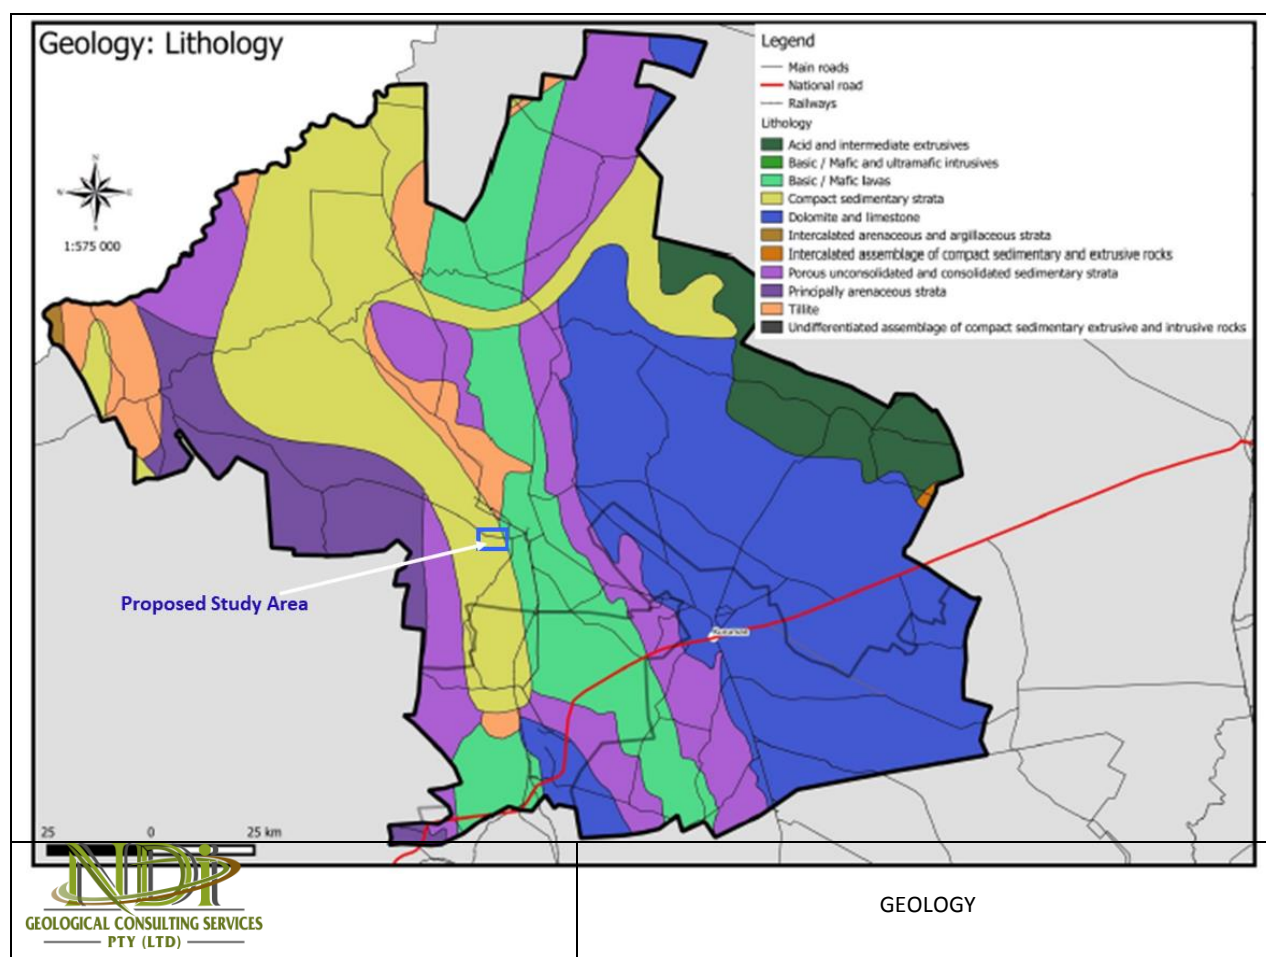 Geology: Lithology
N
1:575 000
Legend
Main roads
National road
Railways
Lithology
Acid and intermediate extrusives
Basic / Mafic and ultramafic intrusives
Basic / Mafic lavas
Compact sedimentary strata
Dolomite and limestone
Intercalated arenaceous and argillaceous strata
Intercalated assemblage of compact sedimentary and extrusive rocks
Porous unconsolidated and consolidated sedimentary strata
Principally arenaceous strata
Tillite
Undifferentiated assemblage of compact sedimentary extrusive and intrusive rocks
Proposed Study Area
25 0 25 km
NDi
GEOLOGICAL CONSULTING SERVICES
PTY (LTD)
GEOLOGY